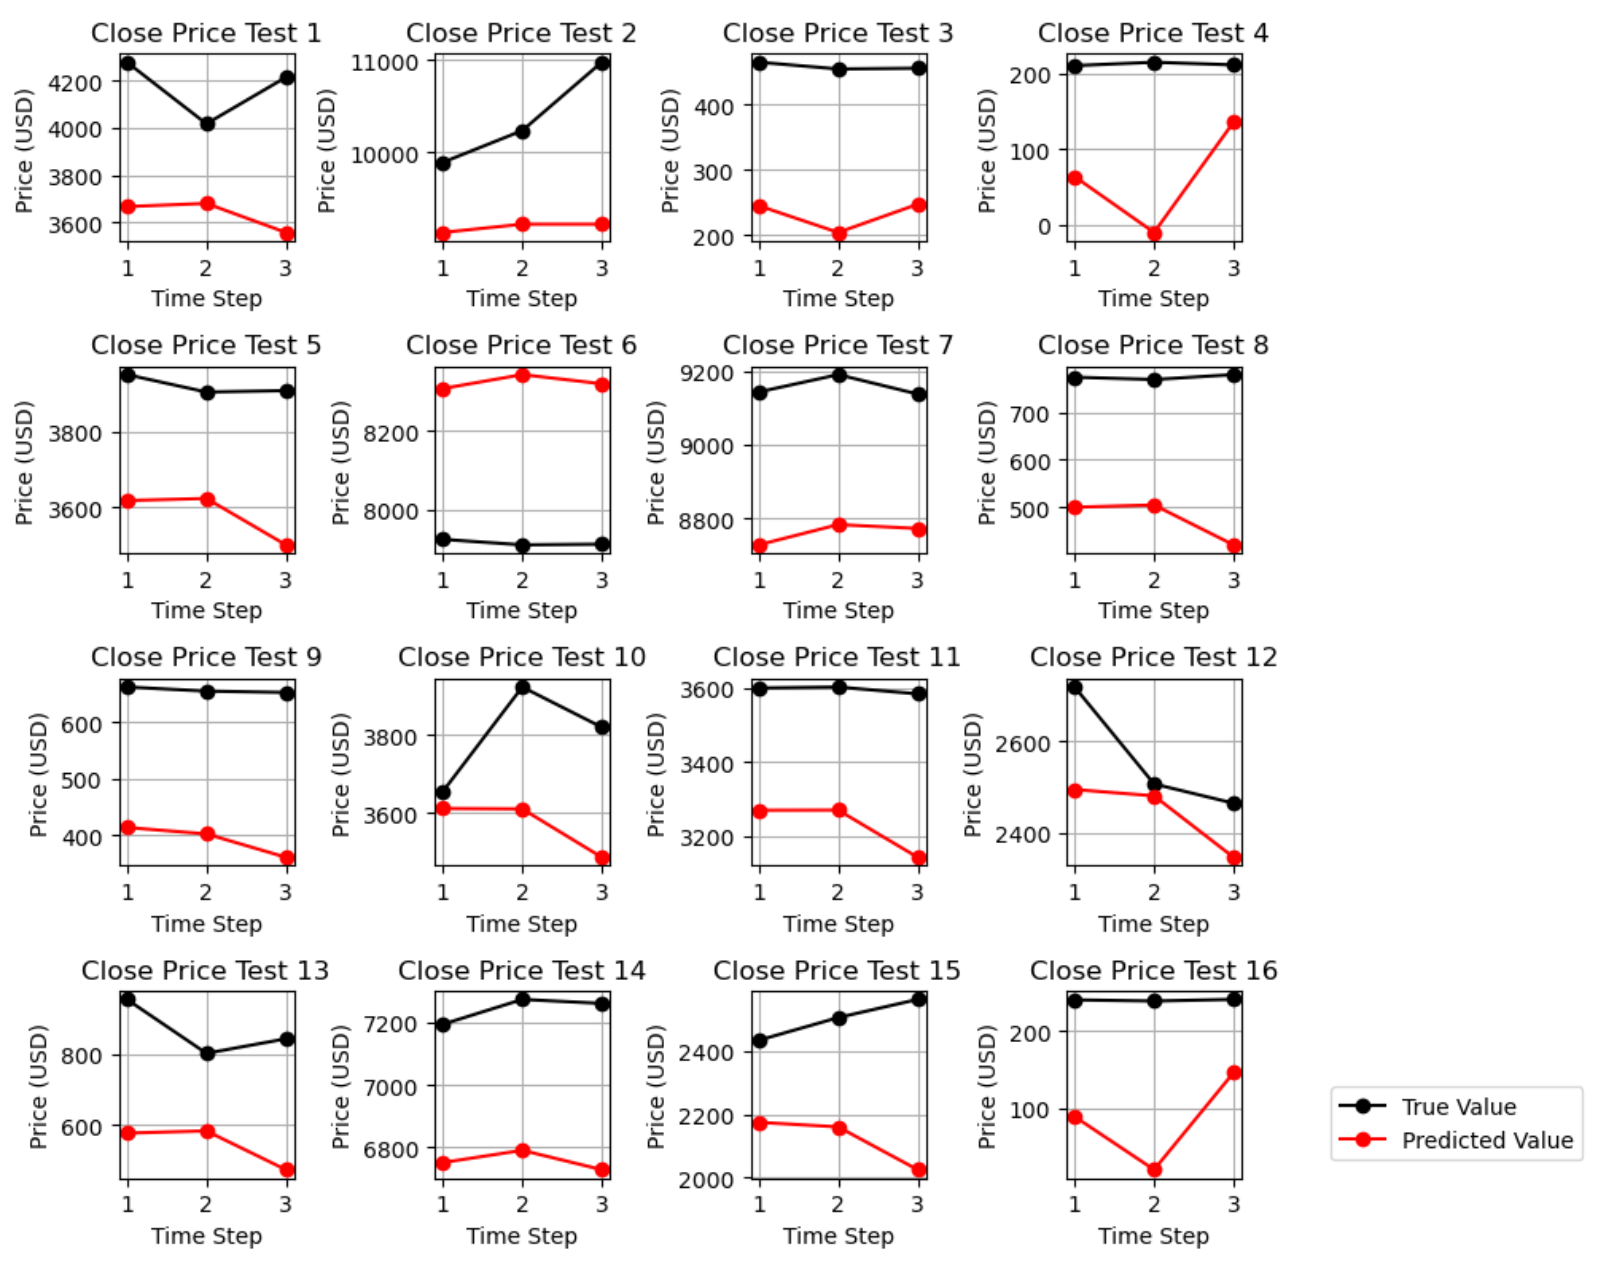 Close Price Test 1
Price (USD)
4200
4000
3800
3600
1 2 3
Time Step
Close Price Test 2
Price (USD)
11000
10000
1 2 3
Time Step
Close Price Test 3
Price (USD)
400
300
200
1 2 3
Time Step
Close Price Test 4
Price (USD)
200
100
0
1 2 3
Time Step
Close Price Test 5
Price (USD)
3800
3600
1 2 3
Time Step
Close Price Test 6
Price (USD)
8200
8000
1 2 3
Time Step
Close Price Test 7
Price (USD)
9200
9000
8800
1 2 3
Time Step
Close Price Test 8
Price (USD)
700
600
500
1 2 3
Time Step
Close Price Test 9
Price (USD)
600
500
400
1 2 3
Time Step
Close Price Test 10
Price (USD)
3800
3600
1 2 3
Time Step
Close Price Test 11
Price (USD)
3600
3400
3200
1 2 3
Time Step
Close Price Test 12
Price (USD)
2600
2400
1 2 3
Time Step
Close Price Test 13
Price (USD)
800
600
1 2 3
Time Step
Close Price Test 14
Price (USD)
7200
7000
6800
1 2 3
Time Step
Close Price Test 15
Price (USD)
2400
2200
2000
1 2 3
Time Step
Close Price Test 16
Price (USD)
200
100
1 2 3
Time Step
True Value
Predicted Value